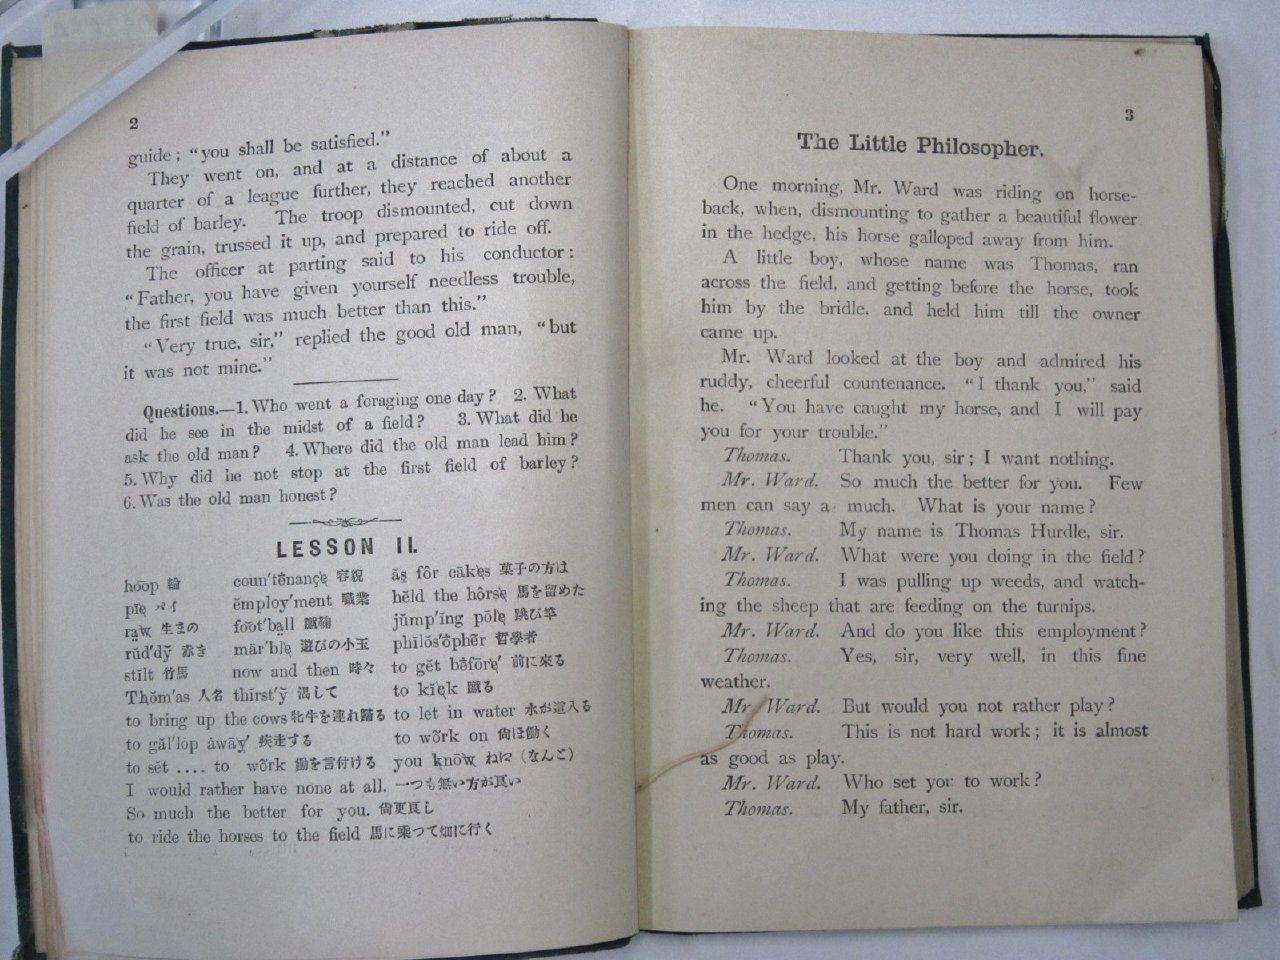 2
guide; “you shall be satisfied.”
They went on, and at a distance of about a
quarter of a league further, they reached another
field of barley. The troop dismounted, cut down
the grain, trussed it up, and prepared to ride off.
The officer at parting said to his conductor:
“Father, you have given yourself needless trouble,
the first field was much better than this.”
“Very true, sir,” replied the good old man, “but
it was not mine.”
Questions.—1. Who went a foraging one day? 2. What
did he see in the midst of a field? 3. What did he
ask the old man? 4. Where did the old man lead him?
5. Why did he not stop at the first field of barley?
6. Was the old man honest?
LESSON II.
hōōp 輪 coun'tĕnançe 容貌 ăs fôr cākes 菓子の方は
pīe パイ ĕmploy'ment 職業 hĕld the hôrse 馬を留めた
raw 生まの foot'ball 蹴鞠 jŭmp'ing pōle 跳び竿
rŭd'dy̆ 赤き mär'ble 遊びの小玉 phĭlŏs'ŏphẽr 哲學者
stĭlt 竹馬 now and then 時々 to gĕt bĕfōre' 前に來る
Thŏm'as 人名 thĩrst'y̆ 渇して to kĭck 蹴る
to bring up the cows 牝牛を連れ歸る to let in water 水が這入る
to găl'lop away' 疾走する to wõrk on 尙ほ働く
to sĕt .... to wõrk 働を言付ける you know ねに (なんと)
I would rather have none at all. 一つも無い方が良い
So much the better for you. 尙更良し
to ride the horses to the field 馬に乘つて畑に行く
3
The Little Philosopher.
One morning, Mr. Ward was riding on horse-
back, when, dismounting to gather a beautiful flower
in the hedge, his horse galloped away from him.
A little boy, whose name was Thomas, ran
across the field, and getting before the horse, took
him by the bridle, and held him till the owner
came up.
Mr. Ward looked at the boy and admired his
ruddy, cheerful countenance. “I thank you,” said
he. “You have caught my horse, and I will pay
you for your trouble.”
Thomas. Thank you, sir; I want nothing.
Mr. Ward. So much the better for you. Few
men can say a much. What is your name?
Thomas. My name is Thomas Hurdle, sir.
Mr. Ward. What were you doing in the field?
Thomas. I was pulling up weeds, and watch-
ing the sheep that are feeding on the turnips.
Mr. Ward. And do you like this employment?
Thomas. Yes, sir, very well, in this fine
weather.
Mr. Ward. But would you not rather play?
Thomas. This is not hard work; it is almost
as good as play.
Mr. Ward. Who set you to work?
Thomas. My father, sir.